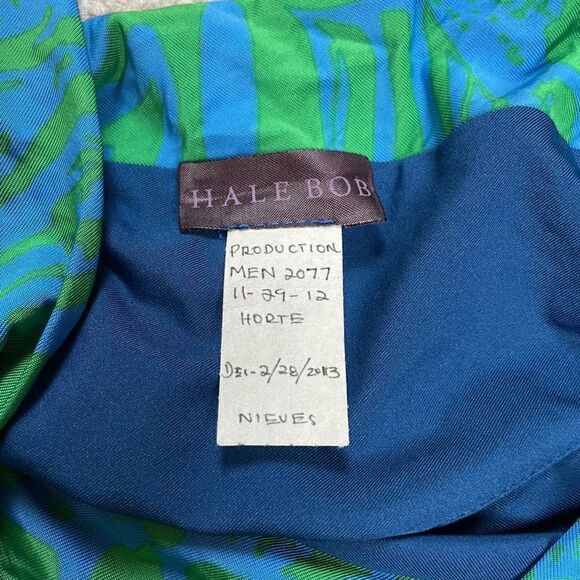 HALE BOB
PRODUCTION
MEN 2077
11-29-12
HORTE
D51-2/28/2013
NIEVES